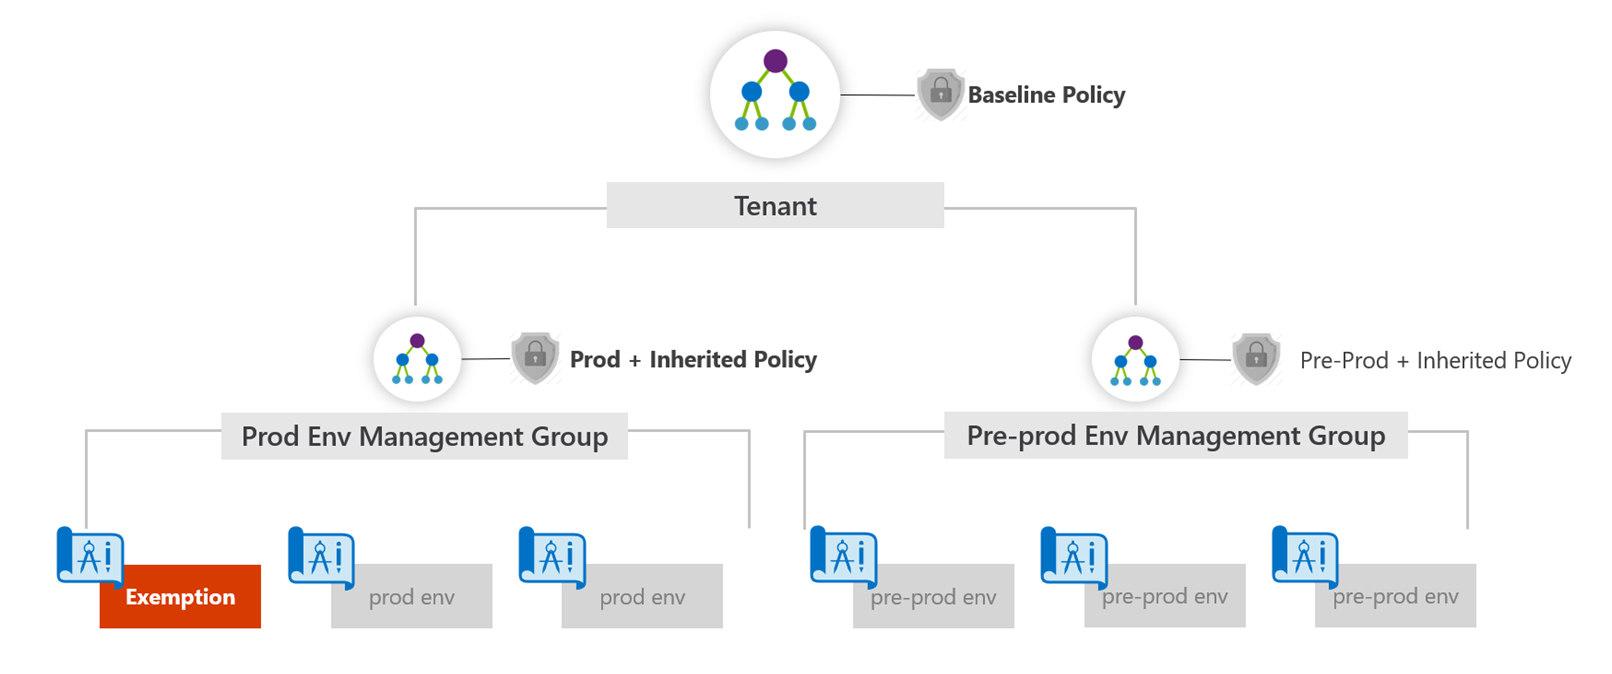 Baseline Policy
Tenant
Prod + Inherited Policy
Pre-Prod + Inherited Policy
Prod Env Management Group
Pre-prod Env Management Group
Exemption
prod env
prod env
pre-prod env
pre-prod env
pre-prod env